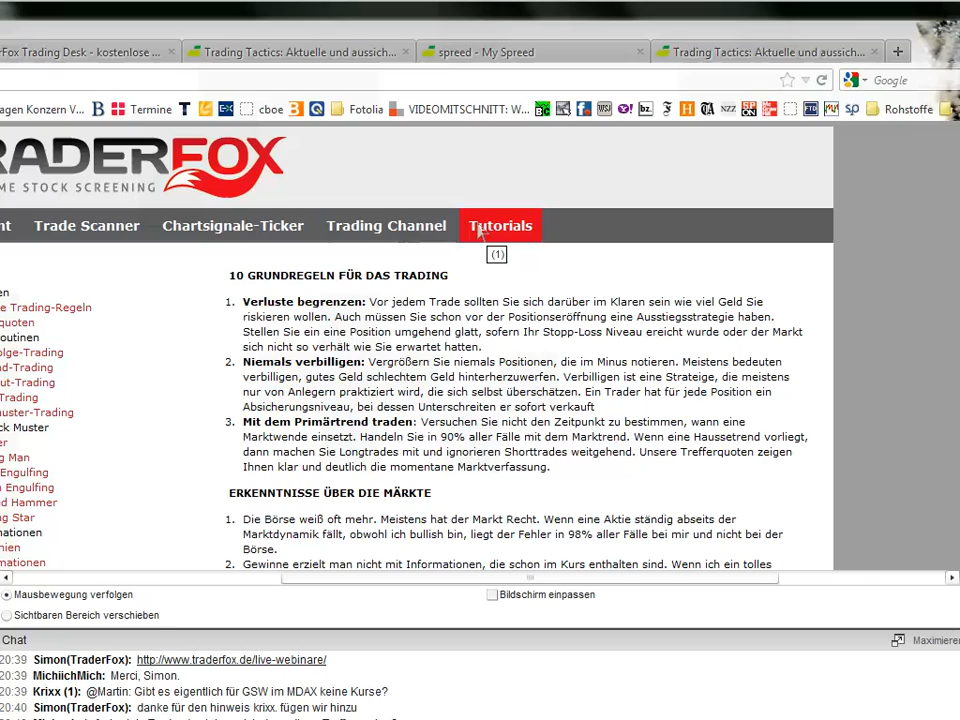 erFox Trading Desk - kostenlose ...
Trading Tactics: Aktuelle und aussich...
spreed - My Spreed
Trading Tactics: Aktuelle und aussich...
Google
agen Konzern V...
Termine
cboe
Fotolia
VIDEOMITSCHNITT: W...
Rohstoffe
RADERFOX
ME STOCK SCREENING
nt Trade Scanner Chartsignale-Ticker Trading Channel Tutorials
(1)
en
e Trading-Regeln
quoten
outinen
olge-Trading
nd-Trading
ut-Trading
Trading
uster-Trading
ck Muster
er
g Man
Engulfing
n Engulfing
d Hammer
ng Star
mationen
nien
rmationen
10 GRUNDREGELN FÜR DAS TRADING
1. Verluste begrenzen: Vor jedem Trade sollten Sie sich darüber im Klaren sein wie viel Geld Sie
riskieren wollen. Auch müssen Sie schon vor der Positionseröffnung eine Ausstiegsstrategie haben.
Stellen Sie ein eine Position umgehend glatt, sofern Ihr Stopp-Loss Niveau ereicht wurde oder der Markt
sich nicht so verhält wie Sie erwartet hatten.
2. Niemals verbilligen: Vergrößern Sie niemals Positionen, die im Minus notieren. Meistens bedeuten
verbilligen, gutes Geld schlechtem Geld hinterherzuwerfen. Verbilligen ist eine Strateige, die meistens
nur von Anlegern praktiziert wird, die sich selbst überschätzen. Ein Trader hat für jede Position ein
Absicherungsniveau, bei dessen Unterschreiten er sofort verkauft
3. Mit dem Primärtrend traden: Versuchen Sie nicht den Zeitpunkt zu bestimmen, wann eine
Marktwende einsetzt. Handeln Sie in 90% aller Fälle mit dem Marktrend. Wenn eine Haussetrend vorliegt,
dann machen Sie Longtrades mit und ignorieren Shorttrades weitgehend. Unsere Trefferquoten zeigen
Ihnen klar und deutlich die momentane Marktverfassung.
ERKENNTNISSE ÜBER DIE MÄRKTE
1. Die Börse weiß oft mehr. Meistens hat der Markt Recht. Wenn eine Aktie ständig abseits der
Marktdynamik fällt, obwohl ich bullish bin, liegt der Fehler in 98% aller Fälle bei mir und nicht bei der
Börse.
2. Gewinne erzielt man nicht mit Informationen, die schon im Kurs enthalten sind. Wenn ich ein tolles
Mausbewegung verfolgen
Bildschirm einpassen
Sichtbaren Bereich verschieben
Chat
Maximiere
20:39 Simon(TraderFox): http://www.traderfox.de/live-webinare/
20:39 MichiichMich: Merci, Simon.
20:39 Krixx (1): @Martin: Gibt es eigentlich für GSW im MDAX keine Kurse?
20:40 Simon(TraderFox): danke für den hinweis krixx. fügen wir hinzu